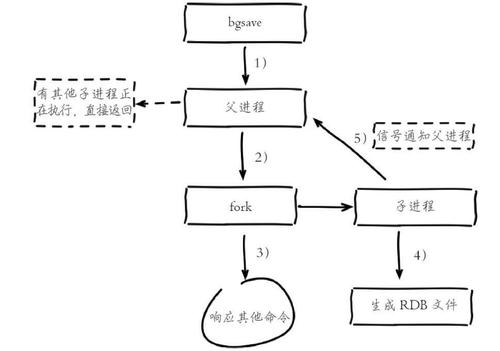 bgsave
1)
有其他子进程正
在执行，直接返回
父进程
5)
信号通知父进程
2)
fork
子进程
3)
4)
响应其他命令
生成 RDB 文件